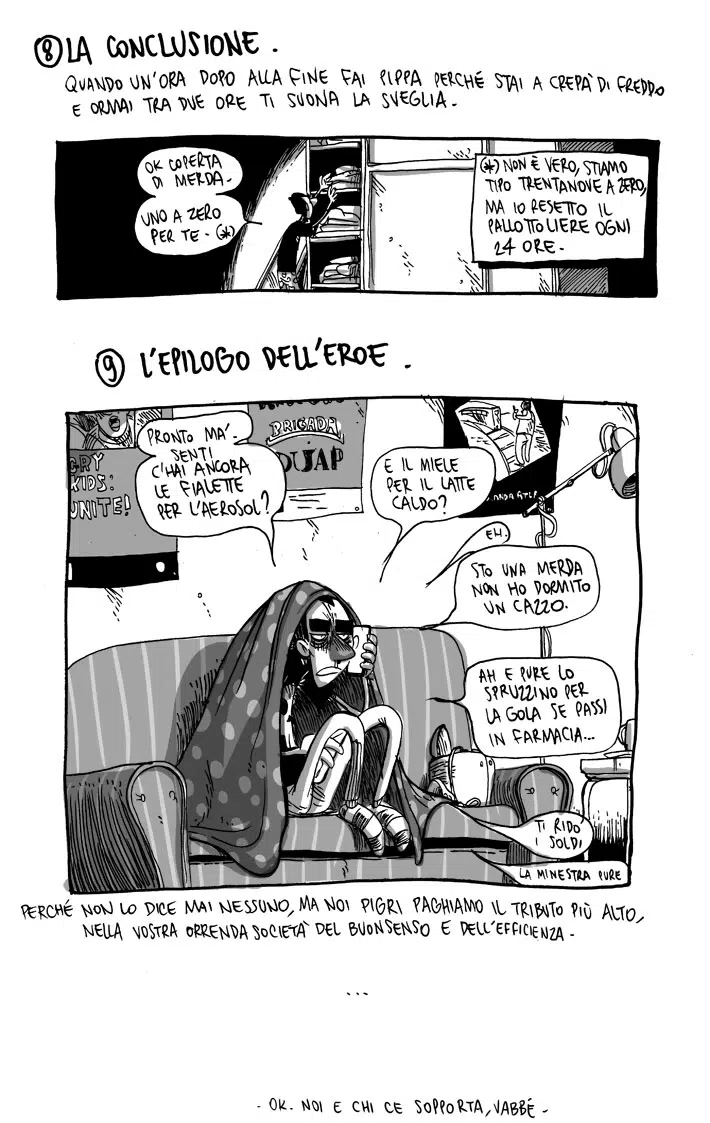 8 LA CONCLUSIONE.
QUANDO UN'ORA DOPO ALLA FINE FAI PIPPA PERCHÉ STAI A CREPÀ DI FREDDO
E ORMAI TRA DUE ORE TI SUONA LA SVEGLIA.
OK COPERTA
DI MERDA.
UNO A ZERO
PER TE. (*)
(*) NON È VERO, STIAMO
TIPO TRENTANOVE A ZERO,
MA IO RESETTO IL
PALLOTTOLIERE OGNI
24 ORE.
9 L'EPILOGO DELL'EROE.
GRY
KIDS:
UNITE!
BRIGADA
PRONTO MA'.
SENTI
C'HAI ANCORA
LE FIALETTE
PER L'AEROSOL?
E IL MIELE
PER IL LATTE
CALDO?
EH.
STO UNA MERDA
NON HO DORMITO
UN CAZZO.
AH E PURE LO
SPRUZZINO PER
LA GOLA SE PASSI
IN FARMACIA...
TI RIDO
I SOLDI
LA MINESTRA PURE
PERCHÉ NON LO DICE MAI NESSUNO, MA NOI PIGRI PAGHIAMO IL TRIBUTO PIÙ ALTO,
NELLA VOSTRA ORRENDA SOCIETÀ DEL BUONSENSO E DELL'EFFICIENZA.
...
- OK. NOI E CHI CE SOPPORTA, VABBÉ -